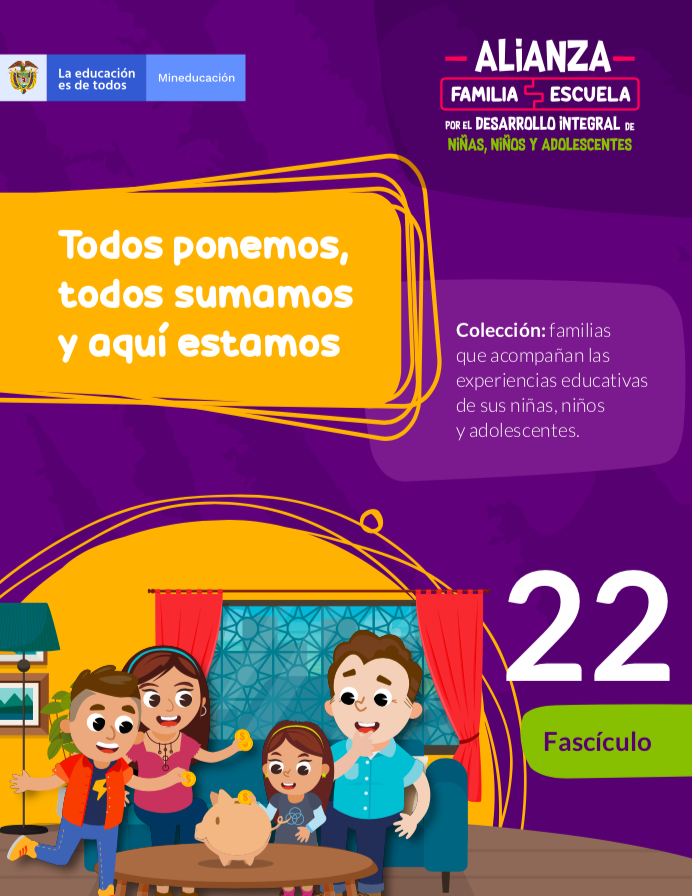 La educación
es de todos
Mineducación
ALiANZA
FAMILIA ESCUELA
POR EL DESARROLLO iNTEGRAL DE
NiÑAS, NiÑOS Y ADOLESCENTES
Todos ponemos,
todos sumamos
y aquí estamos
Colección: familias
que acompañan las
experiencias educativas
de sus niñas, niños
y adolescentes.
22
Fascículo